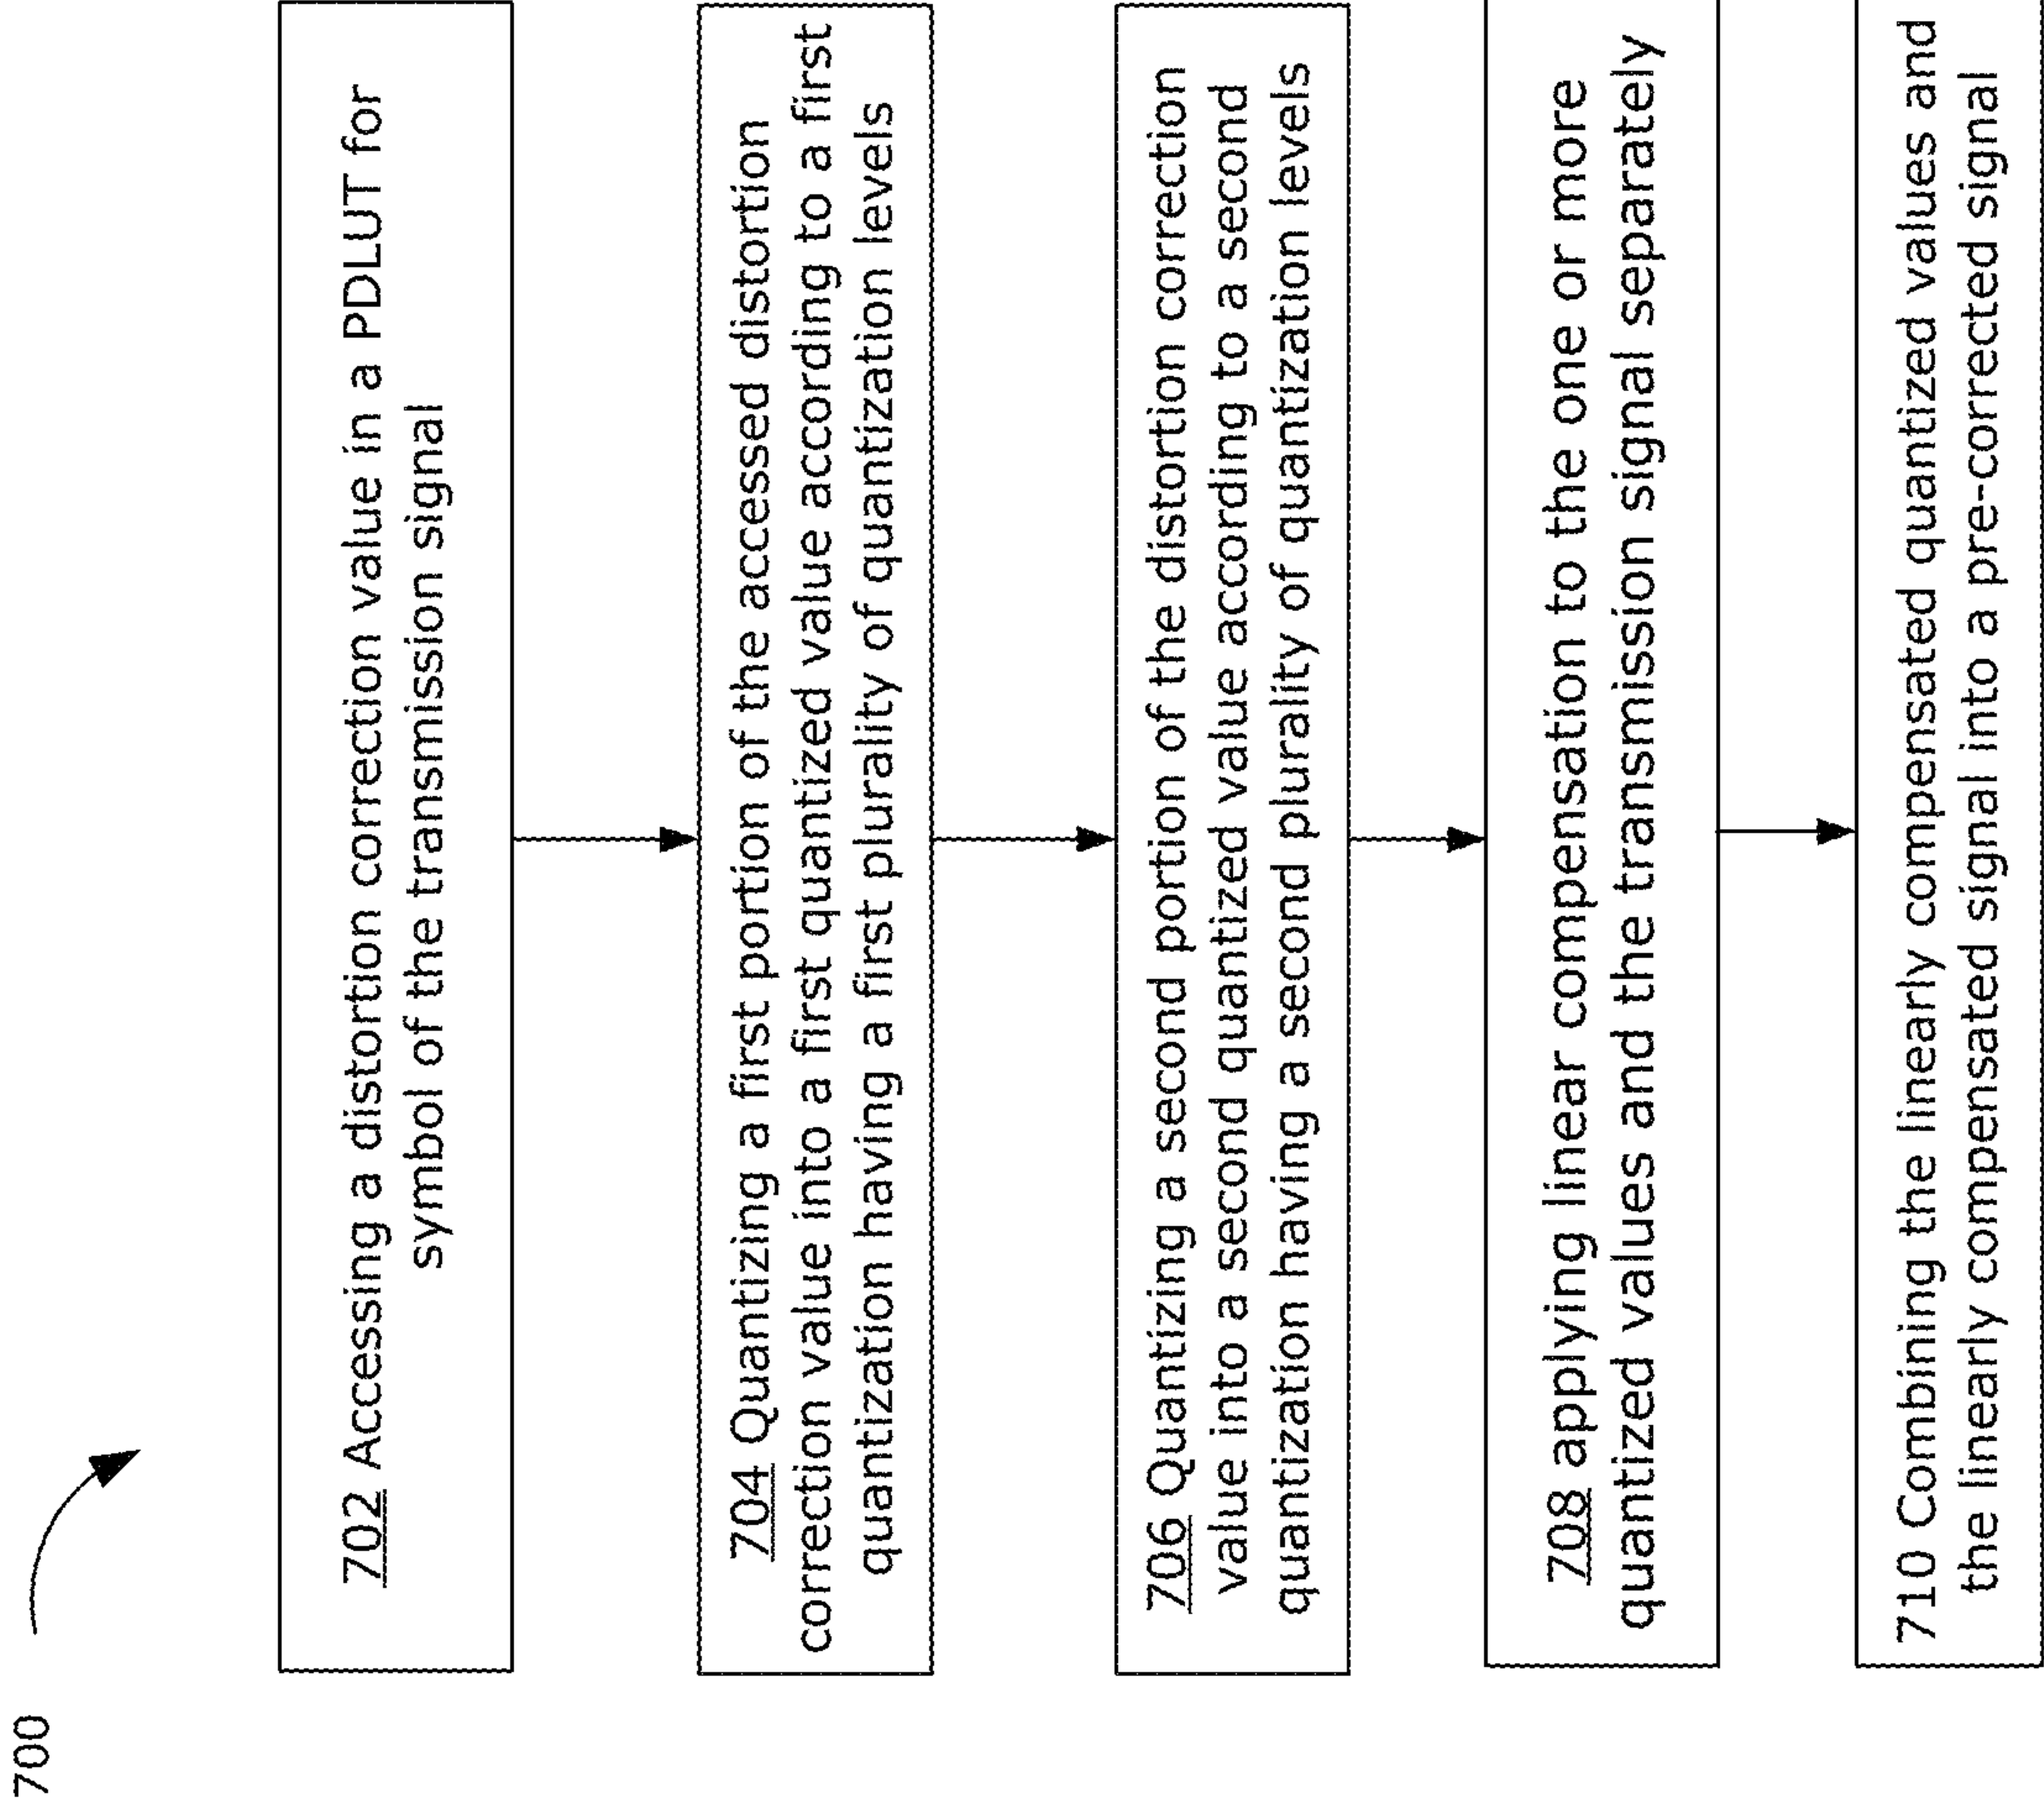 700
702 Accessing a distortion correction value in a PDLUT for
symbol of the transmission signal
704 Quantizing a first portion of the accessed distortion
correction value into a first quantized value according to a first
quantization having a first plurality of quantization levels
706 Quantizing a second portion of the distortion correction
value into a second quantized value according to a second
quantization having a second plurality of quantization levels
708 applying linear compensation to the one or more
quantized values and the transmission signal separately
710 Combining the linearly compensated quantized values and
the linearly compensated signal into a pre-corrected signal